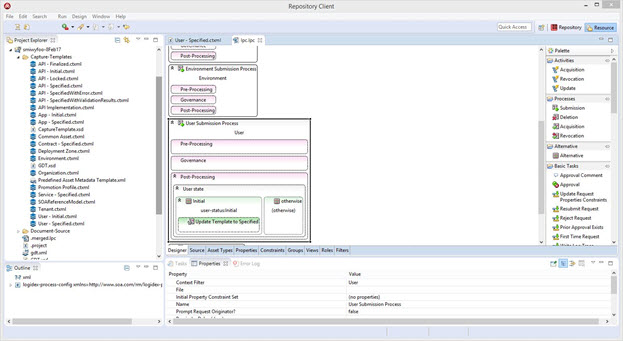 Repository Client
File Edit Search Run Design Window Help
Quick Access
Repository
Resource
Project Explorer
smiwyfoo-8Feb17
Capture-Templates
API - Finalized.ctxml
API - Initial.ctxml
API - Locked.ctxml
API - Specified.ctxml
API - SpecifiedWithError.ctxml
API - SpecifiedWithValidationResults.ctxml
API Implementation.ctxml
App - Initial.ctxml
App - Specified.ctxml
CaptureTemplate.xsd
Common Asset.ctxml
Contract - Specified.ctxml
Deployment Zone.ctxml
Environment.ctxml
GDT.xsd
Organization.ctxml
Predefined Asset Metadata Template.xml
Promotion Profile.ctxml
Service - Specified.ctxml
SOAReferenceModel.ctxml
Tenant.ctxml
User - Initial.ctxml
User - Specified.ctxml
Document-Source
.merged.lpc
.project
gdt.xml
Outline
xml
logidex-process-config xmlns=http://www.soa.com/rm/logidex-p
User - Specified.ctxml
lpc.lpc
Governance
Post-Processing
Environment Submission Process
Environment
Pre-Processing
Governance
Post-Processing
User Submission Process
User
Pre-Processing
Governance
Post-Processing
User state
Initial
user-status:Initial
Update Template to Specified
otherwise
(otherwise)
Designer Source Asset Types Properties Constraints Groups Views Roles Filters
Palette
Activities
Acquisition
Revocation
Update
Processes
Submission
Deletion
Acquisition
Revocation
Alternative
Alternative
Basic Tasks
Approval Comment
Approval
Update Request
Properties Constraints
Resubmit Request
Reject Request
Prior Approval Exists
First Time Request
Tasks
Properties
Error Log
Property Value
Context Filter User
File
Initial Property Constraint Set (no properties)
Name User Submission Process
Prompt Request Originator? false